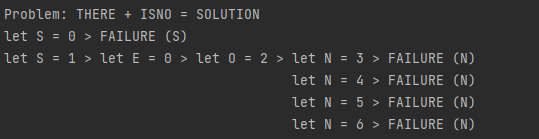 Problem: THERE + ISNO = SOLUTION
let S = 0 > FAILURE (S)
let S = 1 > let E = 0 > let O = 2 > let N = 3 > FAILURE (N)
let N = 4 > FAILURE (N)
let N = 5 > FAILURE (N)
let N = 6 > FAILURE (N)